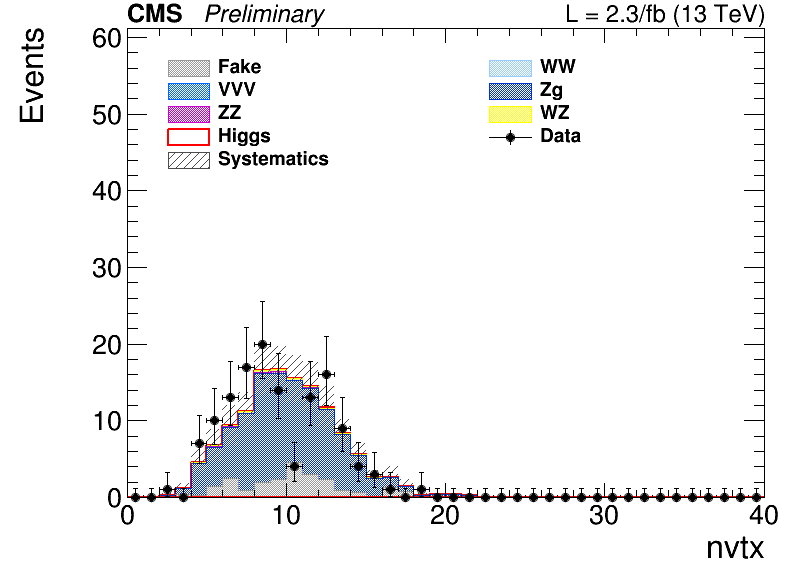 CMS Preliminary L = 2.3/fb (13 TeV)
Events
60
50
40
30
20
10
0
Fake
VVV
ZZ
Higgs
Systematics
WW
Zg
WZ
Data
0 10 20 30 40
nvtx